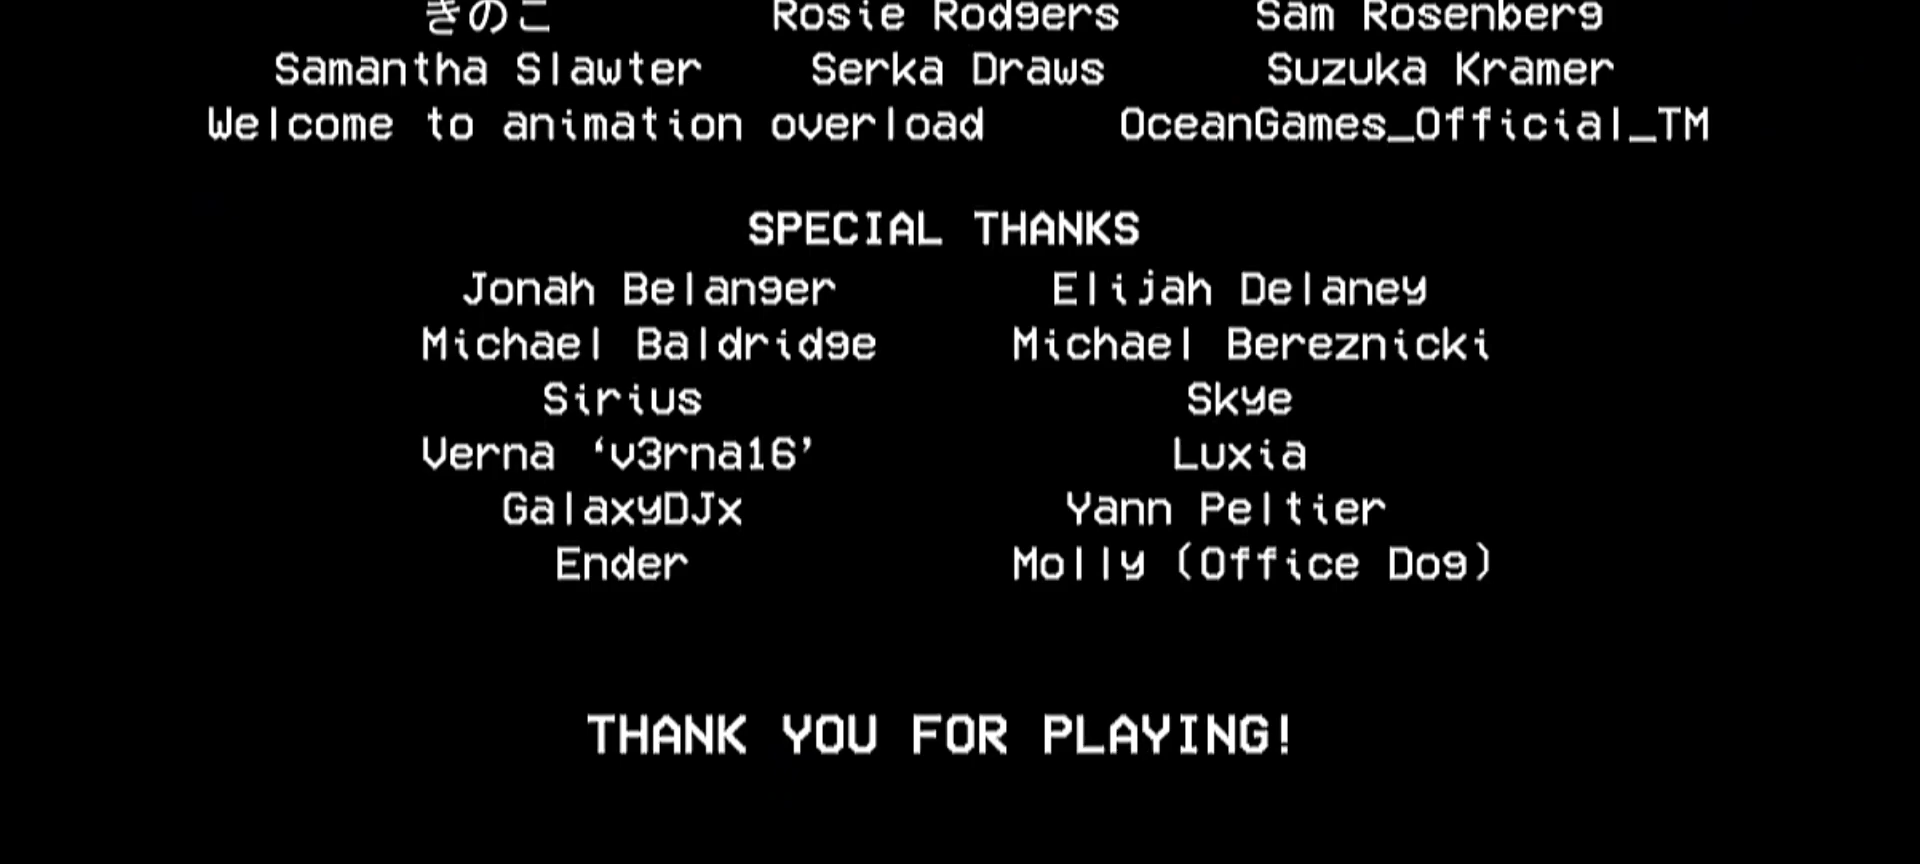 きのこ Rosie Rodgers Sam Rosenberg
Samantha Slawter Serka Draws Suzuka Kramer
Welcome to animation overload OceanGames_Official_TM
SPECIAL THANKS
Jonah Belanger Elijah Delaney
Michael Baldridge Michael Bereznicki
Sirius Skye
Verna ‘v3rna16’ Luxia
GalaxyDJx Yann Peltier
Ender Molly (Office Dog)
THANK YOU FOR PLAYING!